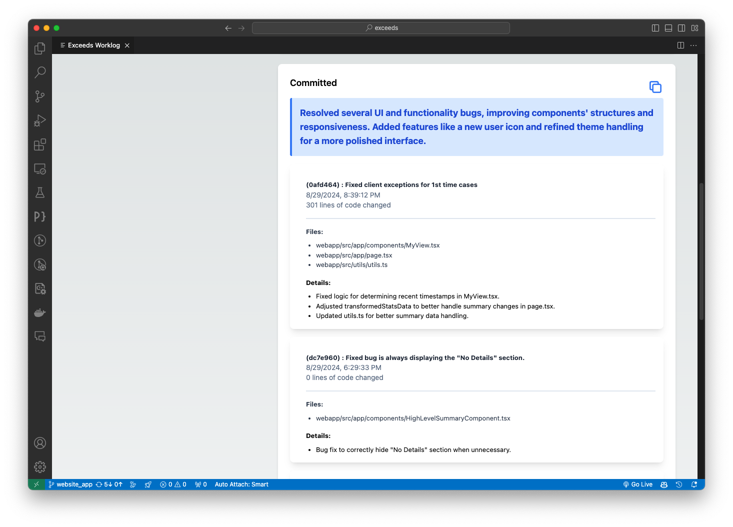 exceeds
Exceeds Worklog
Committed
Resolved several UI and functionality bugs, improving components' structures and
responsiveness. Added features like a new user icon and refined theme handling
for a more polished interface.
(0afd464) : Fixed client exceptions for 1st time cases
8/29/2024, 8:39:12 PM
301 lines of code changed
Files:
• webapp/src/app/components/MyView.tsx
• webapp/src/app/page.tsx
• webapp/src/utils/utils.ts
Details:
• Fixed logic for determining recent timestamps in MyView.tsx.
• Adjusted transformedStatsData to better handle summary changes in page.tsx.
• Updated utils.ts for better summary data handling.
(dc7e960) : Fixed bug is always displaying the "No Details" section.
8/29/2024, 6:29:33 PM
0 lines of code changed
Files:
• webapp/src/app/components/HighLevelSummaryComponent.tsx
Details:
• Bug fix to correctly hide "No Details" section when unnecessary.
website_app 5↓ 0↑ 0 0 0 Auto Attach: Smart Go Live